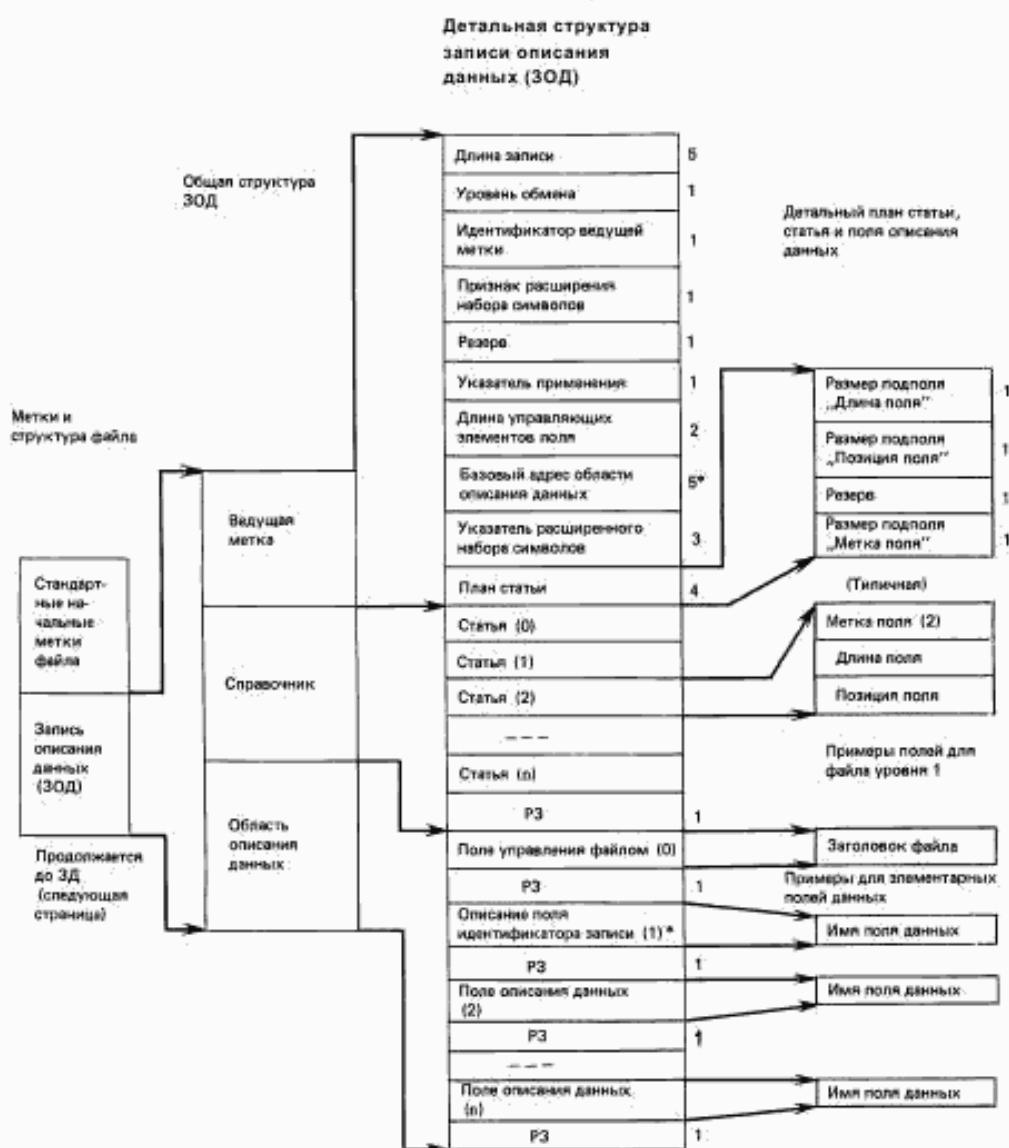 Детальная структура
записи описания
данных (ЗОД)
Общая структура
ЗОД
Метки и
структура файла
Стандарт-
ные на-
чальные
метки
файла
Запись
описания
данных
(ЗОД)
Продолжается
до ЗД
(следующая
страница)
Ведущая
метка
Справочник
Область
описания
данных
Длина записи 5
Уровень обмена 1
Идентификатор ведущей
метки 1
Признак расширения
набора символов 1
Резерв 1
Указатель применения 1
Длина управляющих
элементов поля 2
Базовый адрес области
описания данных 5*
Указатель расширенного
набора символов 3
План статьи 4
Статья (0)
Статья (1)
Статья (2)
– – –
Статья (n)
РЗ 1
Поле управления файлом (0)
РЗ 1
Описание поля
идентификатора записи (1)*
РЗ 1
Поле описания данных
(2)
РЗ 1
– – –
Поле описания данных
(n)
РЗ 1
Детальный план статьи,
статья и поля описания
данных
Размер подполя
„Длина поля" 1
Размер подполя
„Позиция поля" 1
Резерв 1
Размер подполя
„Метка поля" 1
(Типичная)
Метка поля (2)
Длина поля
Позиция поля
Примеры полей для
файла уровня 1
Заголовок файла
Примеры для элементарных
полей данных
Имя поля данных
Имя поля данных
Имя поля данных